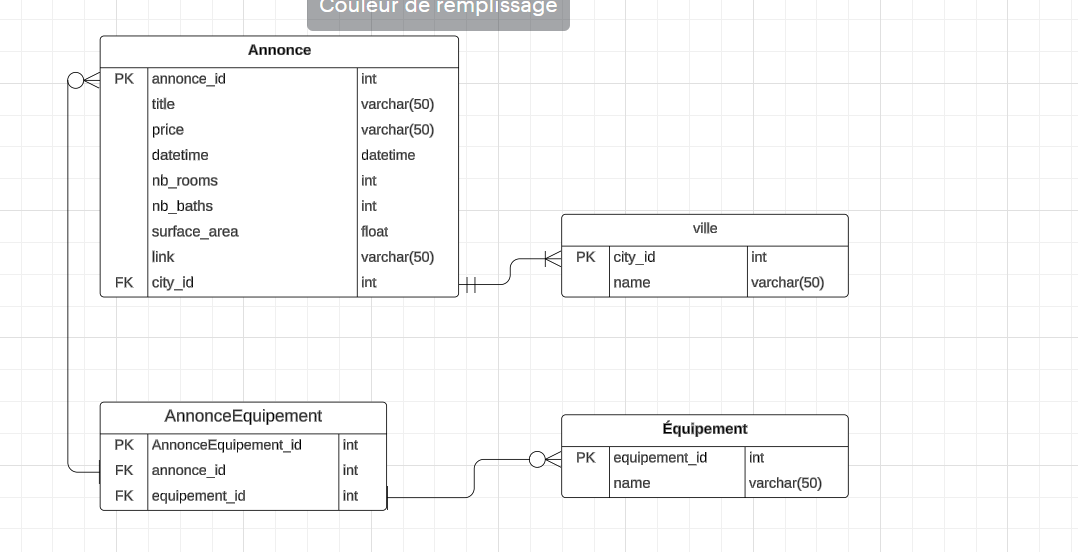 Couleur de remplissage
Annonce
PK annonce_id int
title varchar(50)
price varchar(50)
datetime datetime
nb_rooms int
nb_baths int
surface_area float
link varchar(50)
FK city_id int
ville
PK city_id int
name varchar(50)
AnnonceEquipement
PK AnnonceEquipement_id int
FK annonce_id int
FK equipement_id int
Équipement
PK equipement_id int
name varchar(50)